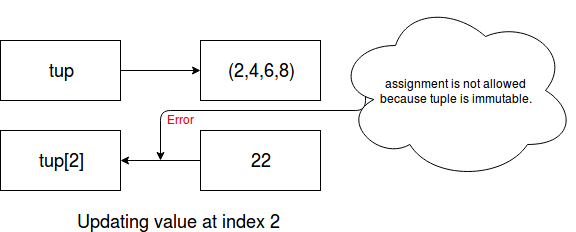 tup
(2,4,6,8)
assignment is not allowed
because tuple is immutable.
Error
tup[2]
22
Updating value at index 2